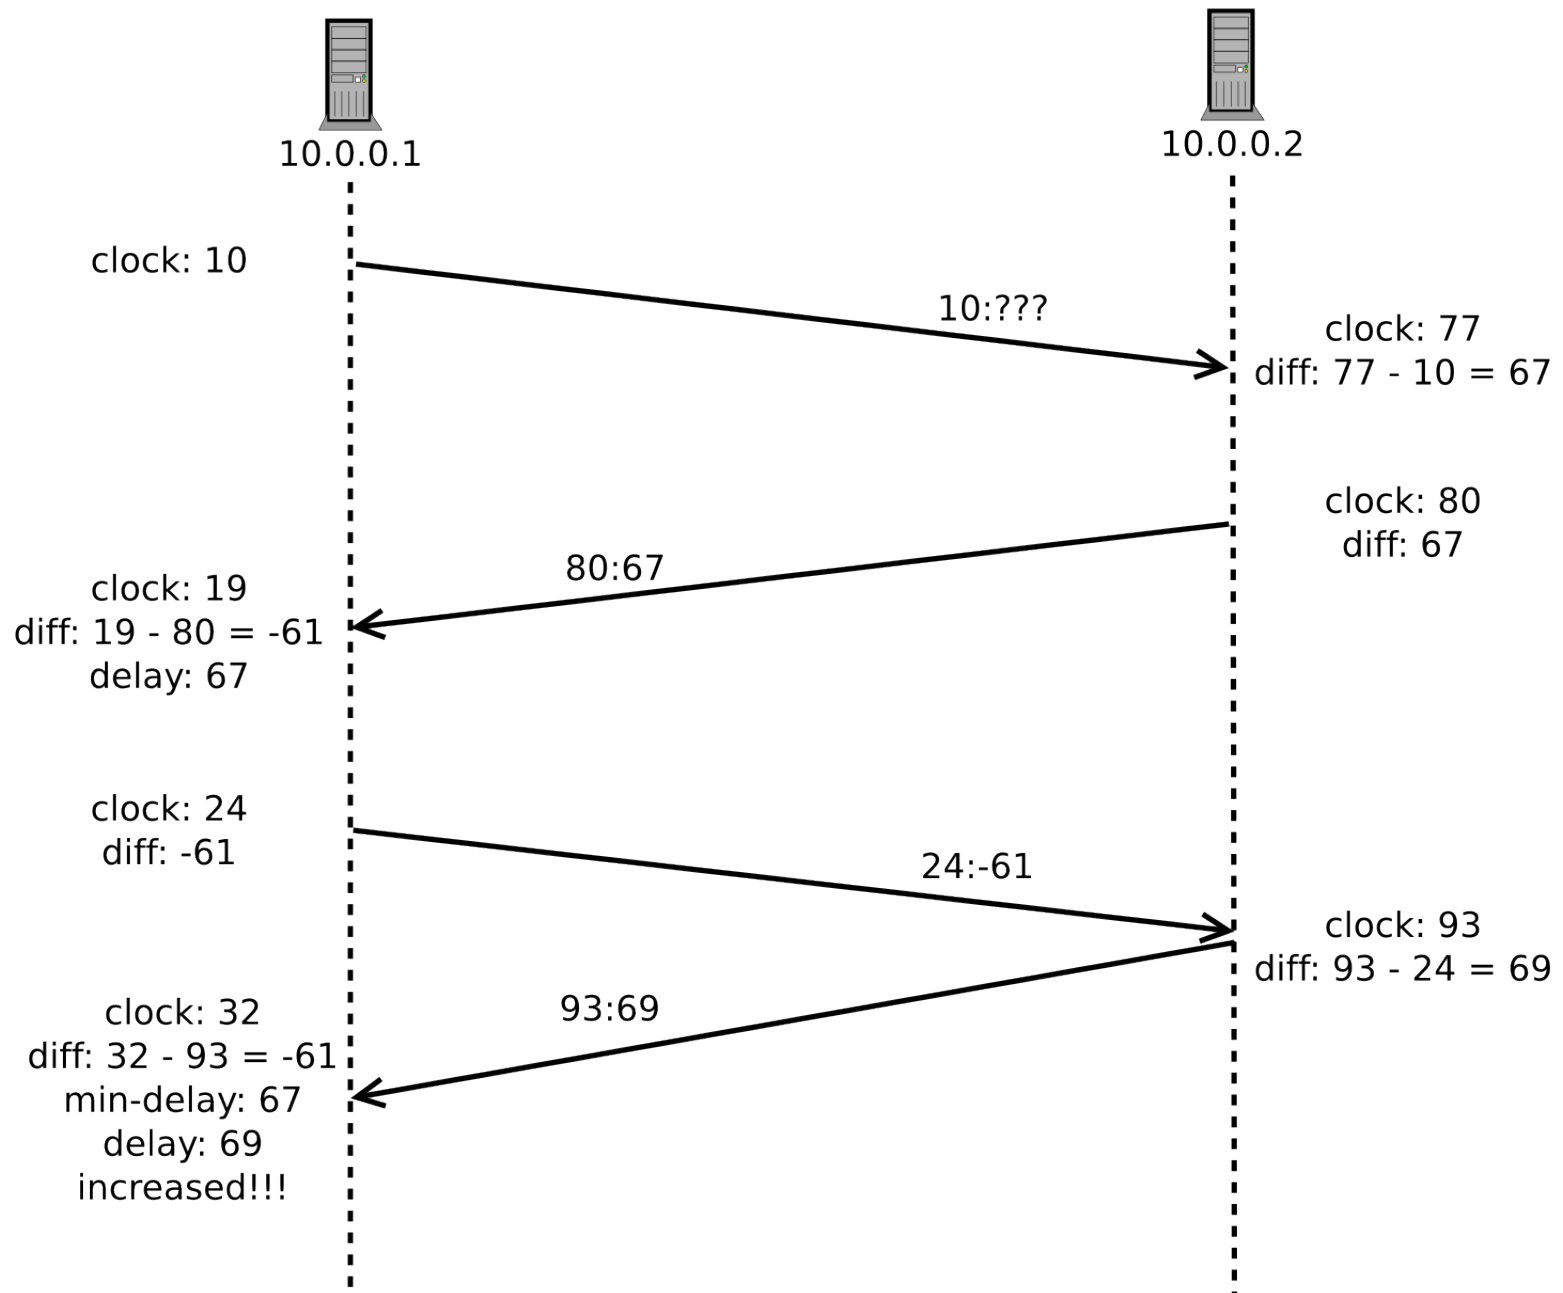 10.0.0.1
10.0.0.2
clock: 10
10:???
clock: 77
diff: 77 - 10 = 67
clock: 80
diff: 67
80:67
clock: 19
diff: 19 - 80 = -61
delay: 67
clock: 24
diff: -61
24:-61
clock: 93
diff: 93 - 24 = 69
93:69
clock: 32
diff: 32 - 93 = -61
min-delay: 67
delay: 69
increased!!!